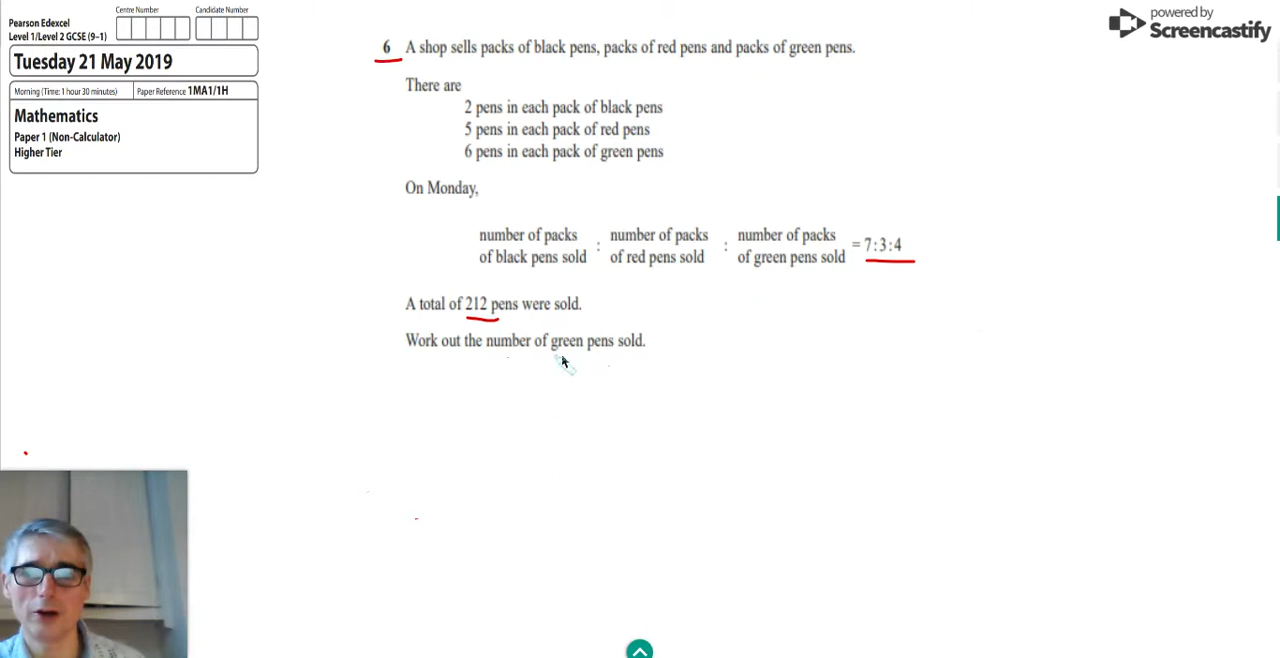 Pearson Edexcel
Level 1/Level 2 GCSE (9–1)
Centre Number
Candidate Number
Tuesday 21 May 2019
Morning (Time: 1 hour 30 minutes)
Paper Reference 1MA1/1H
Mathematics
Paper 1 (Non-Calculator)
Higher Tier
powered by
Screencastify
6 A shop sells packs of black pens, packs of red pens and packs of green pens.
There are
2 pens in each pack of black pens
5 pens in each pack of red pens
6 pens in each pack of green pens
On Monday,
number of packs of black pens sold : number of packs of red pens sold : number of packs of green pens sold = 7 : 3 : 4
A total of 212 pens were sold.
Work out the number of green pens sold.